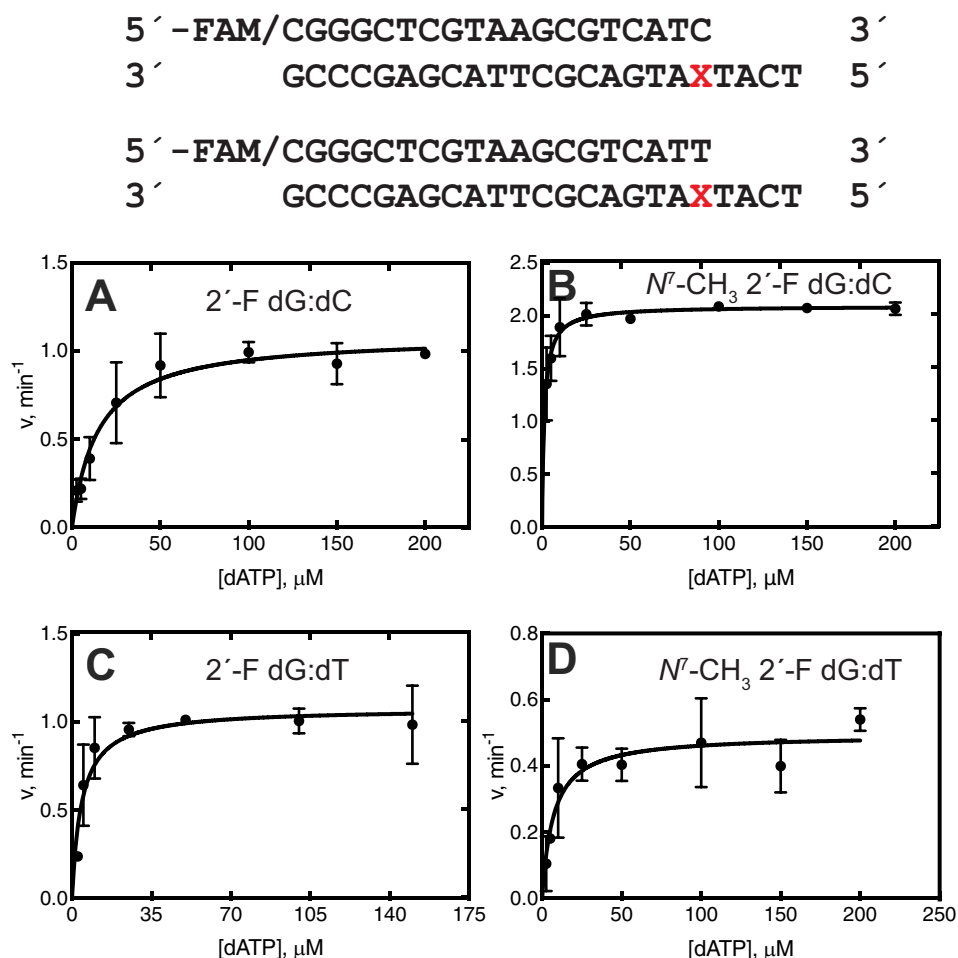 5´-FAM/CGGGCTCGTAAGCGTCATC 3´
3´ GCCCGAGCATTCGCAGTAXTACT 5´
5´-FAM/CGGGCTCGTAAGCGTCATT 3´
3´ GCCCGAGCATTCGCAGTAXTACT 5´
A 2´-F dG:dC
1.5
1.0
0.5
0.0
v, min⁻¹
0 50 100 150 200
[dATP], μM
B N⁷-CH₃ 2´-F dG:dC
2.5
2.0
1.5
1.0
0.5
0.0
v, min⁻¹
0 50 100 150 200
[dATP], μM
C 2´-F dG:dT
1.5
1.0
0.5
0.0
v, min⁻¹
0 35 70 105 140 175
[dATP], μM
D N⁷-CH₃ 2´-F dG:dT
0.8
0.6
0.4
0.2
0.0
v, min⁻¹
0 50 100 150 200 250
[dATP], μM